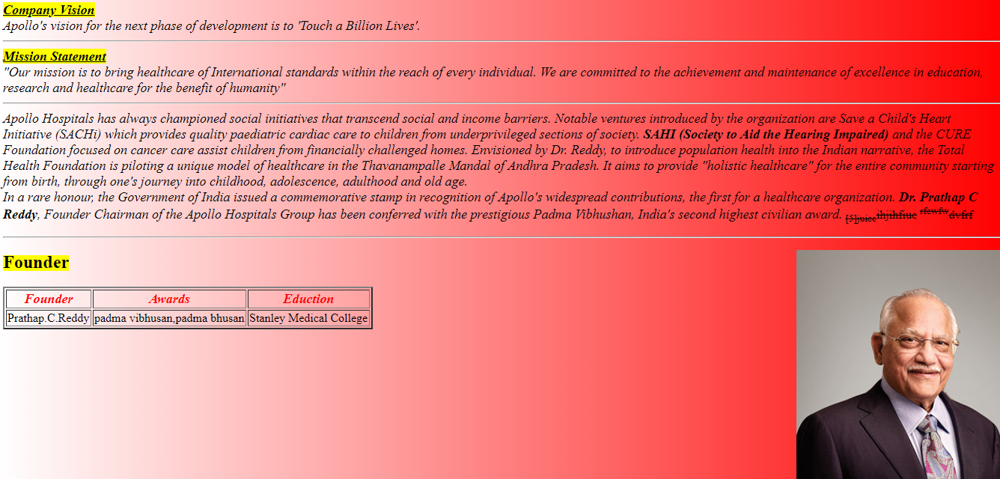 Company Vision
Apollo's vision for the next phase of development is to 'Touch a Billion Lives'.
Mission Statement
"Our mission is to bring healthcare of International standards within the reach of every individual. We are committed to the achievement and maintenance of excellence in education,
research and healthcare for the benefit of humanity"
Apollo Hospitals has always championed social initiatives that transcend social and income barriers. Notable ventures introduced by the organization are Save a Child's Heart
Initiative (SACHi) which provides quality paediatric cardiac care to children from underprivileged sections of society. SAHI (Society to Aid the Hearing Impaired) and the CURE
Foundation focused on cancer care assist children from financially challenged homes. Envisioned by Dr. Reddy, to introduce population health into the Indian narrative, the Total
Health Foundation is piloting a unique model of healthcare in the Thavanampalle Mandal of Andhra Pradesh. It aims to provide "holistic healthcare" for the entire community starting
from birth, through one's journey into childhood, adolescence, adulthood and old age.
In a rare honour, the Government of India issued a commemorative stamp in recognition of Apollo's widespread contributions, the first for a healthcare organization. Dr. Prathap C
Reddy, Founder Chairman of the Apollo Hospitals Group has been conferred with the prestigious Padma Vibhushan, India's second highest civilian award.
Founder
Founder Awards Eduction
Prathap.C.Reddy padma vibhusan,padma bhusan Stanley Medical College